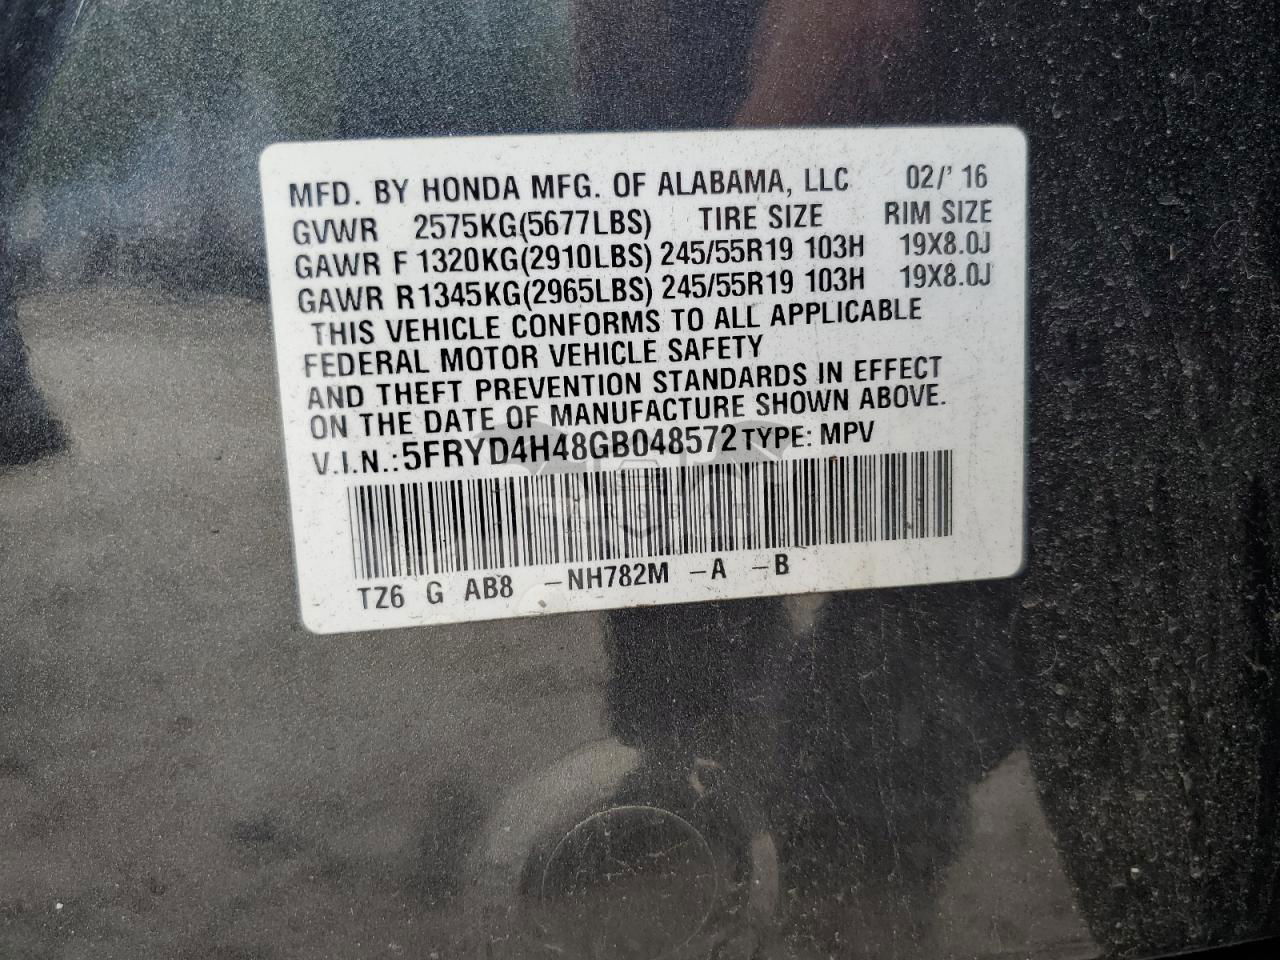 MFD. BY HONDA MFG. OF ALABAMA, LLC 02/' 16
GVWR 2575KG(5677LBS) TIRE SIZE RIM SIZE
GAWR F 1320KG(2910LBS) 245/55R19 103H 19X8.0J
GAWR R1345KG(2965LBS) 245/55R19 103H 19X8.0J
THIS VEHICLE CONFORMS TO ALL APPLICABLE
FEDERAL MOTOR VEHICLE SAFETY
AND THEFT PREVENTION STANDARDS IN EFFECT
ON THE DATE OF MANUFACTURE SHOWN ABOVE.
V.I.N.:5FRYD4H48GB048572 TYPE: MPV
TZ6 G AB8 -NH782M -A -B